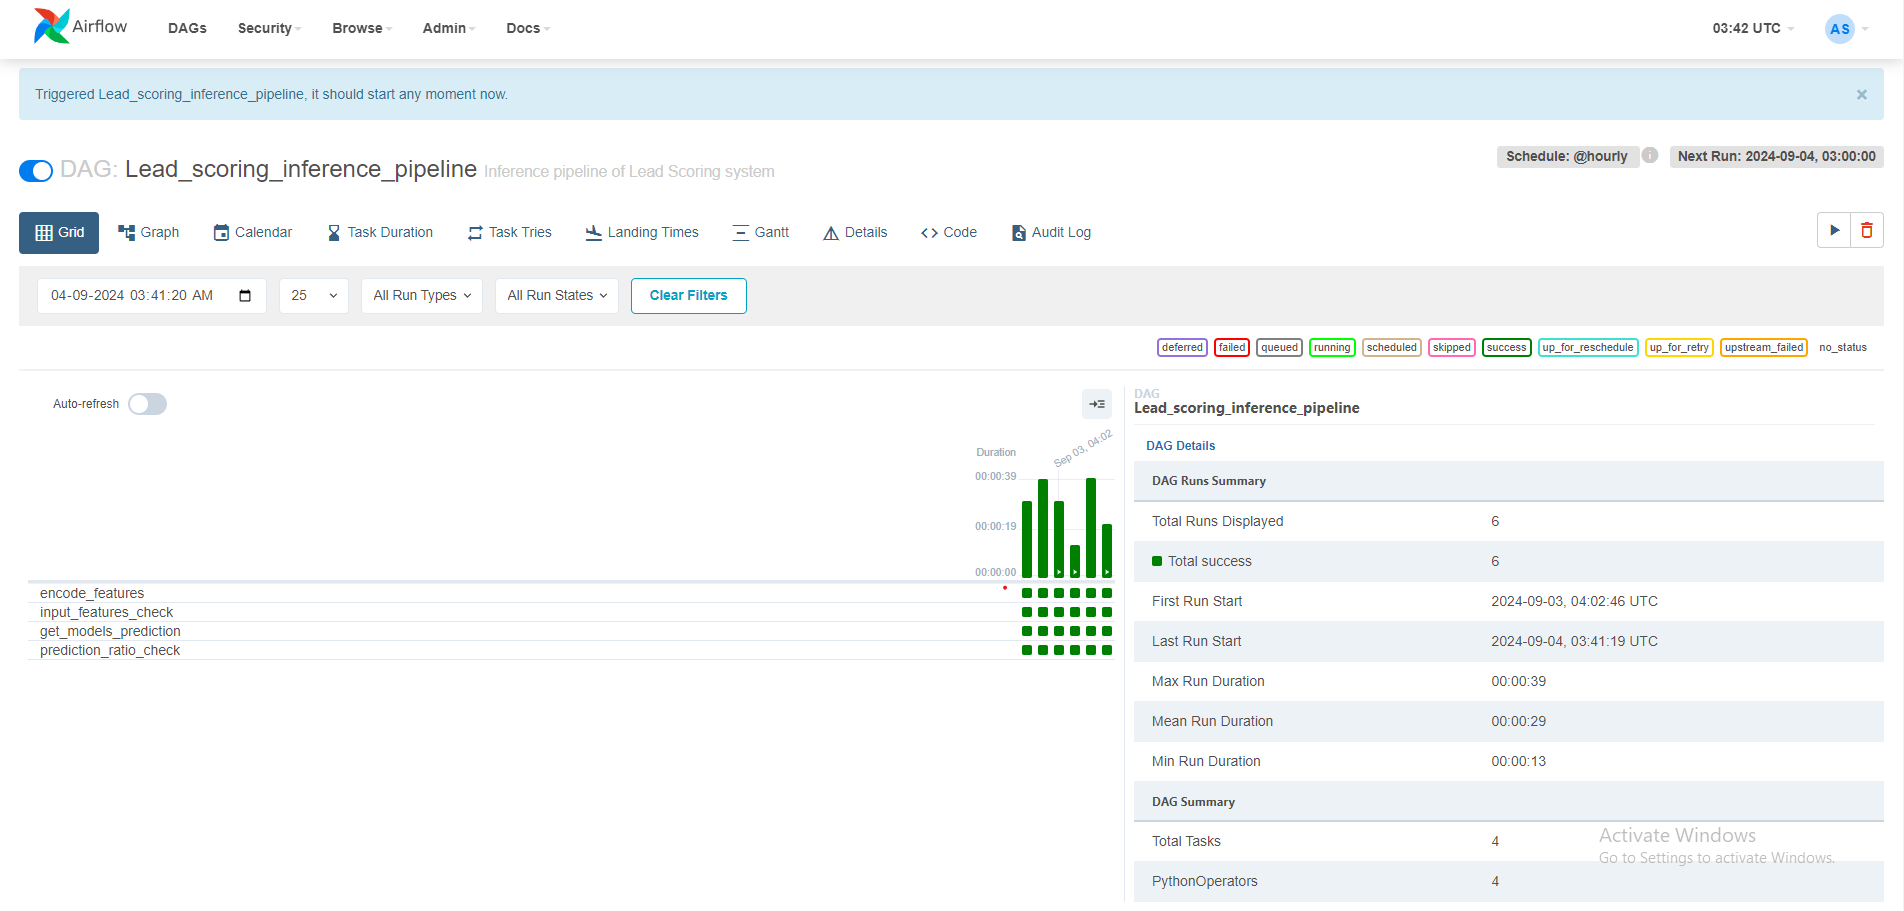 Airflow DAGs Security Browse Admin Docs 03:42 UTC AS
Triggered Lead_scoring_inference_pipeline, it should start any moment now. ×
DAG: Lead_scoring_inference_pipeline Inference pipeline of Lead Scoring system
Schedule: @hourly i Next Run: 2024-09-04, 03:00:00
Grid Graph Calendar Task Duration Task Tries Landing Times Gantt Details Code Audit Log
04-09-2024 03:41:20 AM 25 All Run Types All Run States Clear Filters
deferred failed queued running scheduled skipped success up_for_reschedule up_for_retry upstream_failed no_status
Auto-refresh
Sep 03, 04:02
Duration
00:00:39
00:00:19
00:00:00
encode_features
input_features_check
get_models_prediction
prediction_ratio_check
DAG
Lead_scoring_inference_pipeline
DAG Details
DAG Runs Summary
Total Runs Displayed 6
Total success 6
First Run Start 2024-09-03, 04:02:46 UTC
Last Run Start 2024-09-04, 03:41:19 UTC
Max Run Duration 00:00:39
Mean Run Duration 00:00:29
Min Run Duration 00:00:13
DAG Summary
Total Tasks 4
PythonOperators 4
Activate Windows
Go to Settings to activate Windows.